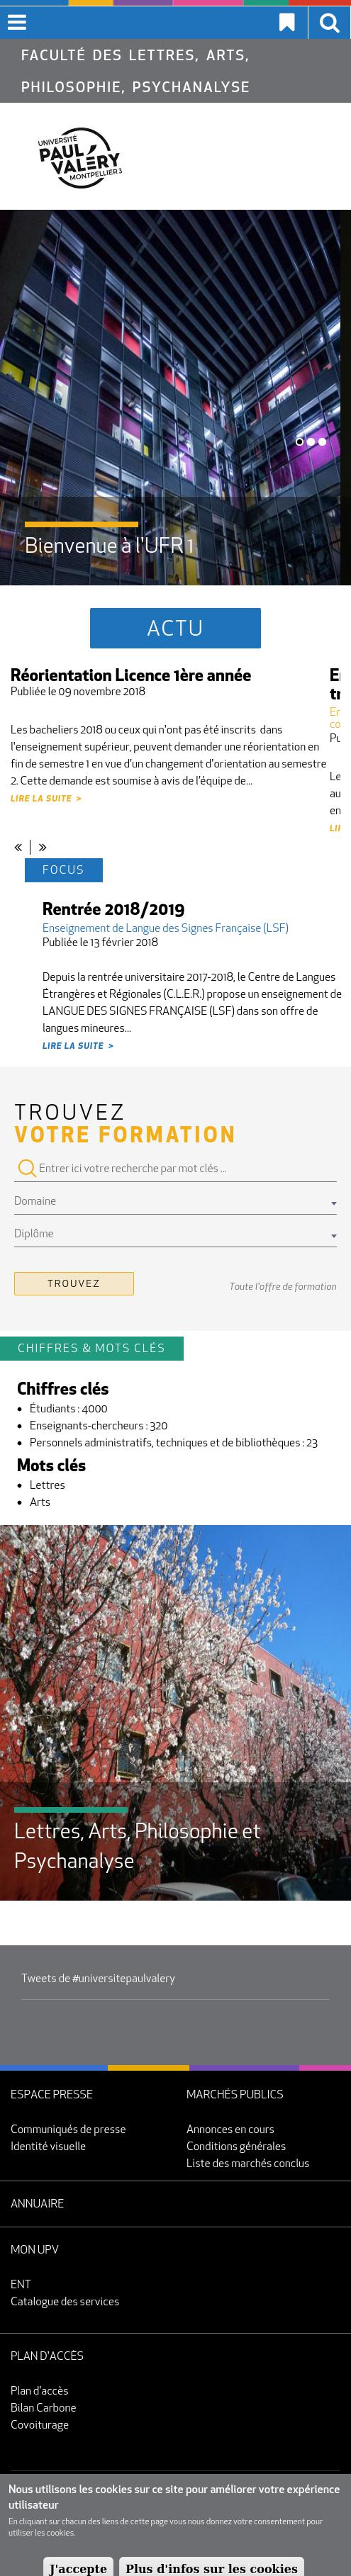 FACULTÉ DES LETTRES, ARTS,
PHILOSOPHIE, PSYCHANALYSE
UNIVERSITÉ
PAUL
VALÉRY
MONTPELLIER 3
Bienvenue à l'UFR 1
ACTU
Réorientation Licence 1ère année
Publiée le 09 novembre 2018
Les bacheliers 2018 ou ceux qui n'ont pas été inscrits dans
l'enseignement supérieur, peuvent demander une réorientation en
fin de semestre 1 en vue d'un changement d'orientation au semestre
2. Cette demande est soumise à avis de l'équipe de...
LIRE LA SUITE >
« | »
FOCUS
Rentrée 2018/2019
Enseignement de Langue des Signes Française (LSF)
Publiée le 13 février 2018
Depuis la rentrée universitaire 2017-2018, le Centre de Langues
Étrangères et Régionales (C.L.E.R.) propose un enseignement de
LANGUE DES SIGNES FRANÇAISE (LSF) dans son offre de
langues mineures...
LIRE LA SUITE >
TROUVEZ
VOTRE FORMATION
Entrer ici votre recherche par mot clés ...
Domaine
Diplôme
TROUVEZ
Toute l'offre de formation
CHIFFRES & MOTS CLÉS
Chiffres clés
Étudiants : 4000
Enseignants-chercheurs : 320
Personnels administratifs, techniques et de bibliothèques : 23
Mots clés
Lettres
Arts
Lettres, Arts, Philosophie et
Psychanalyse
Tweets de #universitepaulvalery
ESPACE PRESSE
Communiqués de presse
Identité visuelle
MARCHÉS PUBLICS
Annonces en cours
Conditions générales
Liste des marchés conclus
ANNUAIRE
MON UPV
ENT
Catalogue des services
PLAN D'ACCÈS
Plan d'accès
Bilan Carbone
Covoiturage
Nous utilisons les cookies sur ce site pour améliorer votre expérience
utilisateur
En cliquant sur chacun des liens de cette page vous nous donnez votre consentement pour
utiliser les cookies.
J'accepte
Plus d'infos sur les cookies